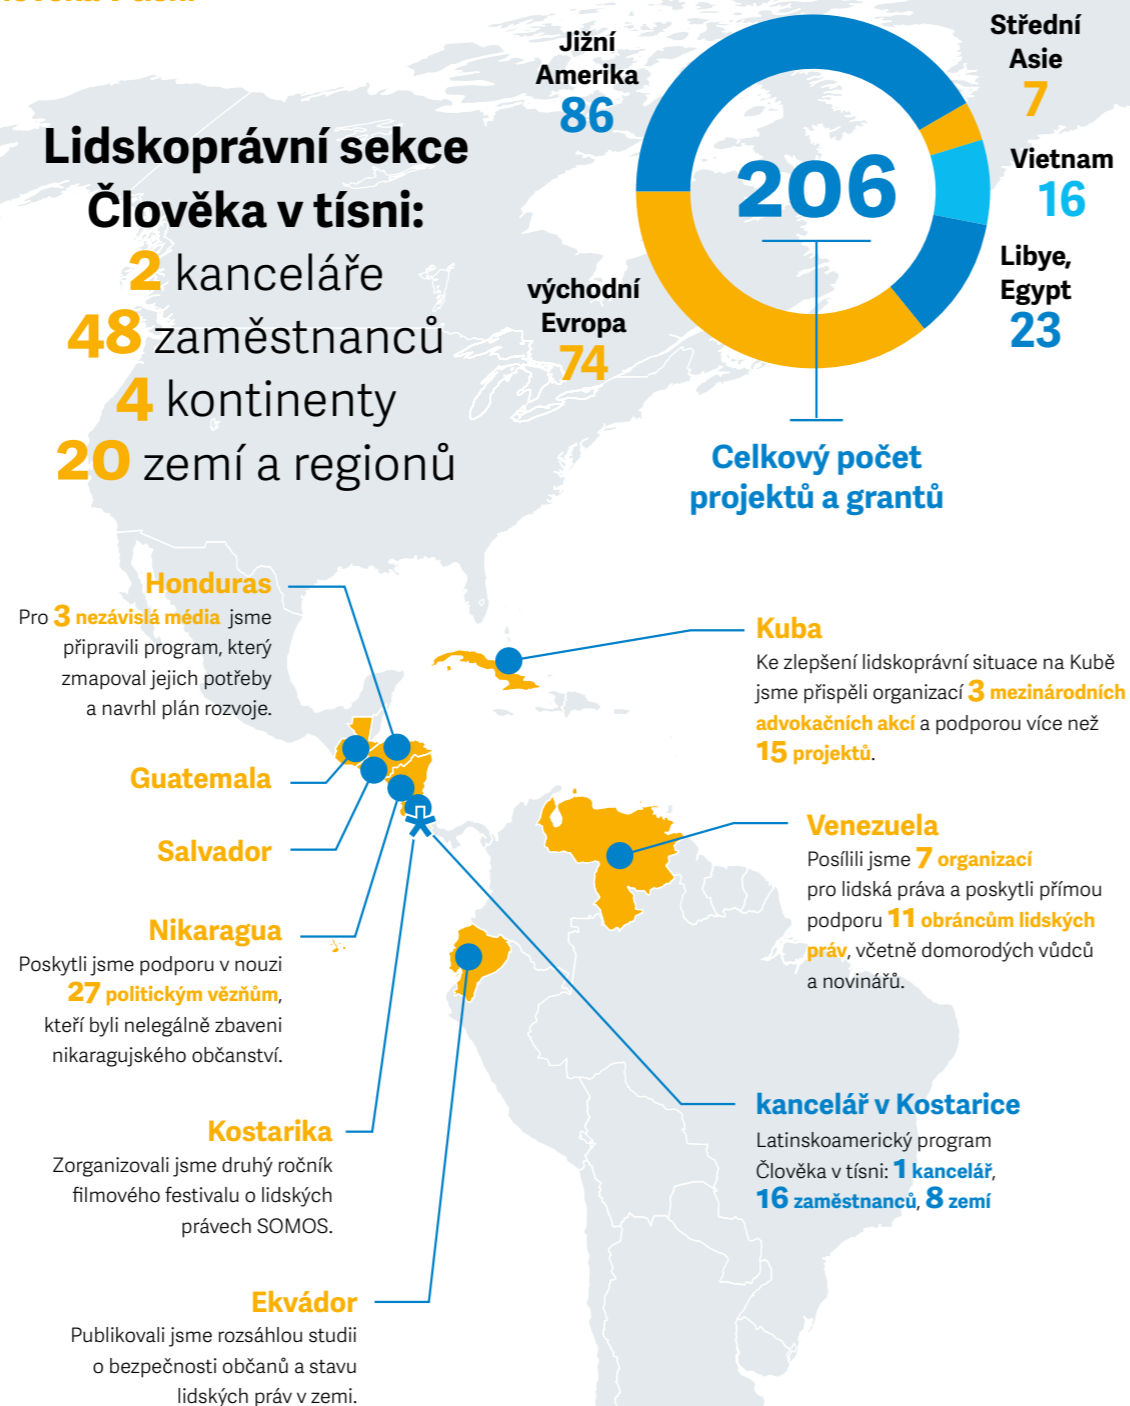 Lidskoprávní sekce
Člověka v tísni:
2 kanceláře
48 zaměstnanců
4 kontinenty
20 zemí a regionů
Jižní
Amerika
86
Střední
Asie
7
Vietnam
16
Libye,
Egypt
23
východní
Evropa
74
206
Celkový počet
projektů a grantů
Honduras
Pro 3 nezávislá média jsme
připravili program, který
zmapoval jejich potřeby
a navrhl plán rozvoje.
Guatemala
Salvador
Nikaragua
Poskytli jsme podporu v nouzi
27 politickým vězňům,
kteří byli nelegálně zbaveni
nikaragujského občanství.
Kostarika
Zorganizovali jsme druhý ročník
filmového festivalu o lidských
právech SOMOS.
Ekvádor
Publikovali jsme rozsáhlou studii
o bezpečnosti občanů a stavu
lidských práv v zemi.
Kuba
Ke zlepšení lidskoprávní situace na Kubě
jsme přispěli organizací 3 mezinárodních
advokačních akcí a podporou více než
15 projektů.
Venezuela
Posílili jsme 7 organizací
pro lidská práva a poskytli přímou
podporu 11 obráncům lidských
práv, včetně domorodých vůdců
a novinářů.
kancelář v Kostarice
Latinskoamerický program
Člověka v tísni: 1 kancelář,
16 zaměstnanců, 8 zemí